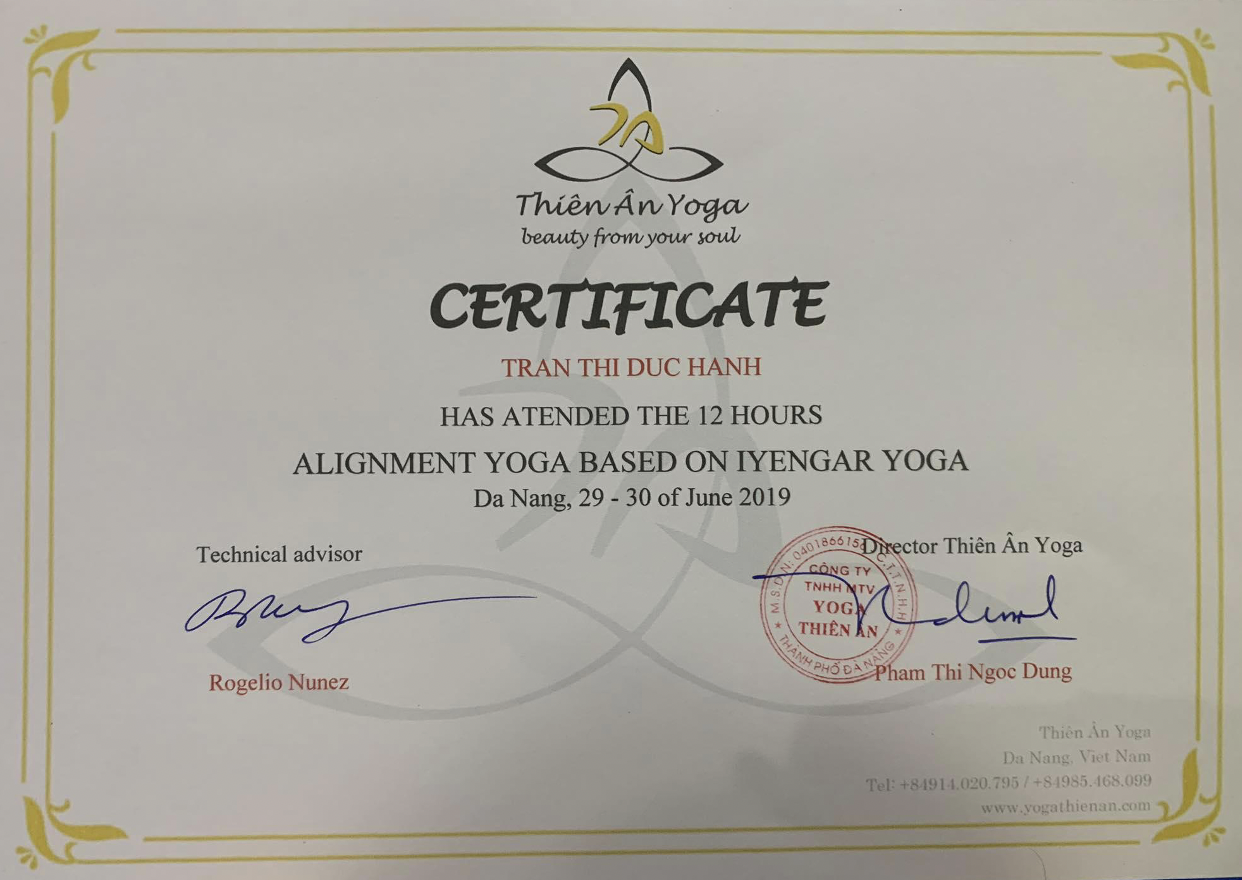 Thiên Ân Yoga
beauty from your soul
CERTIFICATE
TRAN THI DUC HANH
HAS ATENDED THE 12 HOURS
ALIGNMENT YOGA BASED ON IYENGAR YOGA
Da Nang, 29 - 30 of June 2019
Technical advisor
Rogelio Nunez
Director Thiên Ân Yoga
M.S.D.N: 04018661 C.T.T.N.H.H
CÔNG TY
TNHH MTV
YOGA
THIÊN ÂN
THÀNH PHỐ ĐÀ NẴNG
Pham Thi Ngoc Dung
Thiên Ân Yoga
Da Nang, Viet Nam
Tel: +84914.020.795 / +84985.468.099
www.yogathienan.com